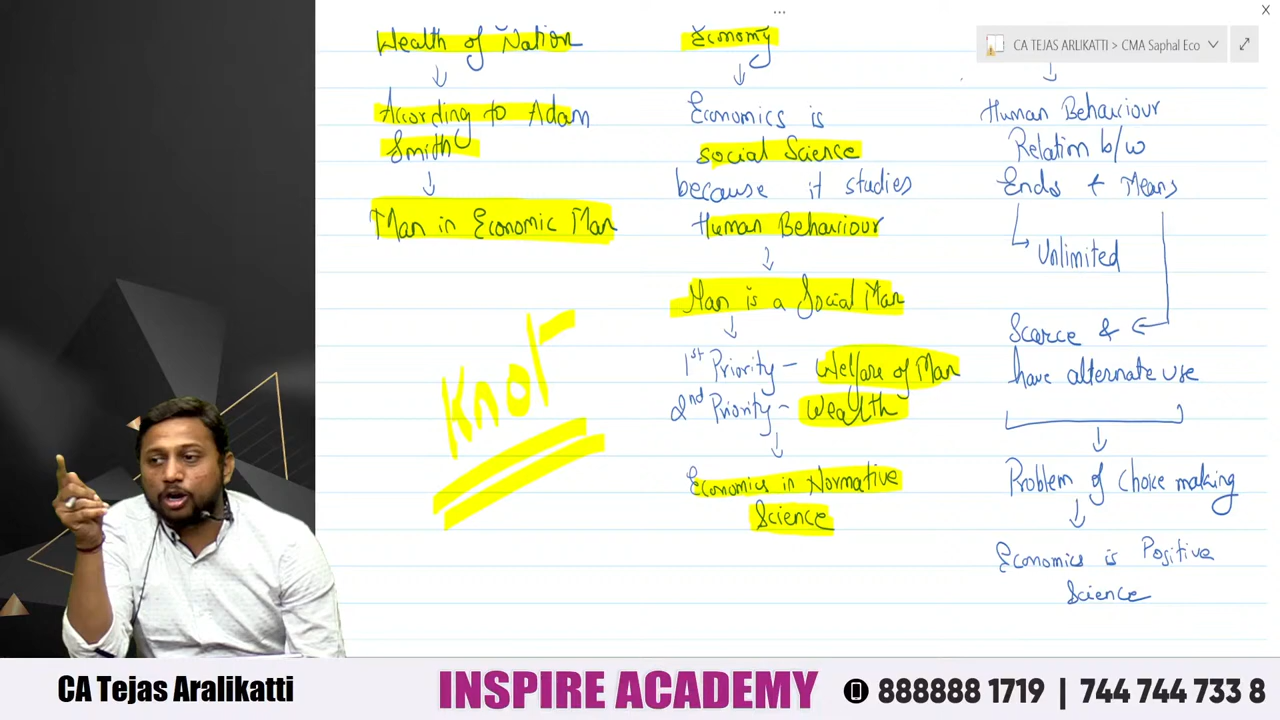 ...
CA TEJAS ARLIKATTI > CMA Saphal Eco
Wealth of Nation
According to Adam
Smith
Man in Economic Man
Knot
Economy
Economics is
social Science
because it studies
Human Behaviour
Man is a Social Man
1st Priority - Welfare of Man
2nd Priority - Wealth
Economics in Normative
Science
Human Behaviour
Relation b/w
Ends + Means
Unlimited
Scarce &
have alternate use
Problem of choice making
Economics is Positive
Science
CA Tejas Aralikatti
INSPIRE ACADEMY
888888 1719 | 744 744 733 8